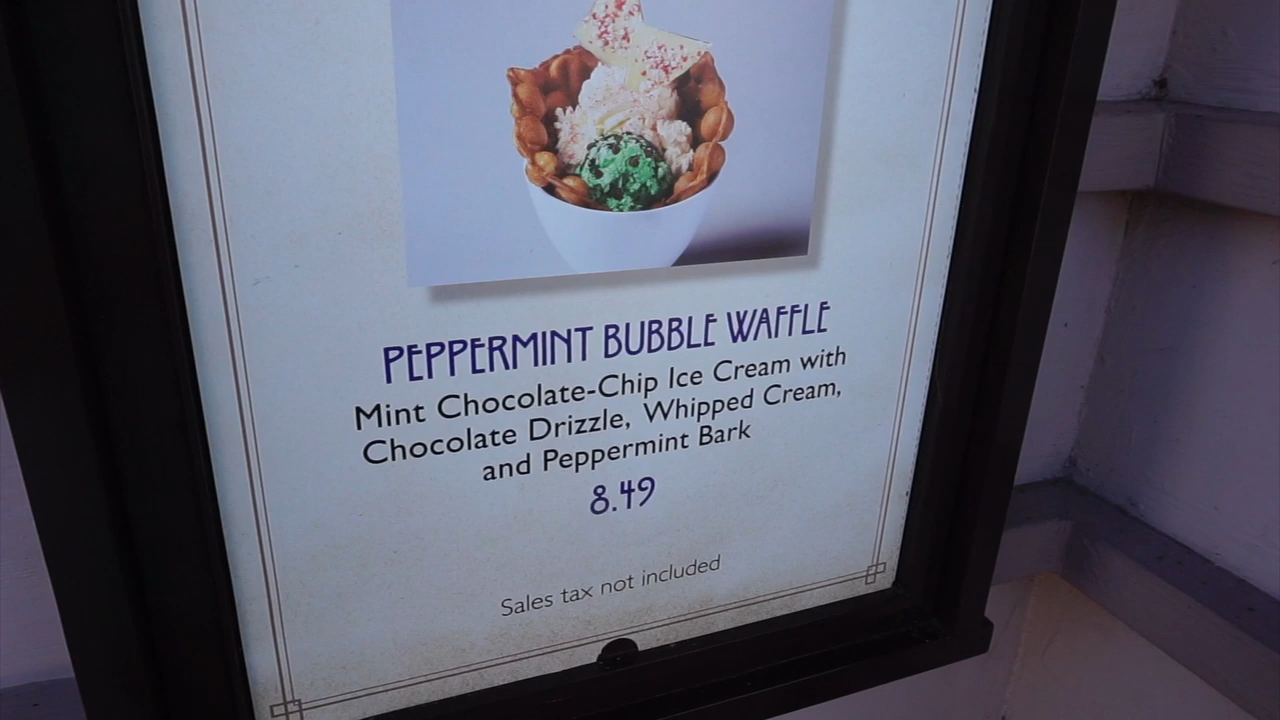 PEPPERMINT BUBBLE WAFFLE
Mint Chocolate-Chip Ice Cream with
Chocolate Drizzle, Whipped Cream,
and Peppermint Bark
8.49
Sales tax not included